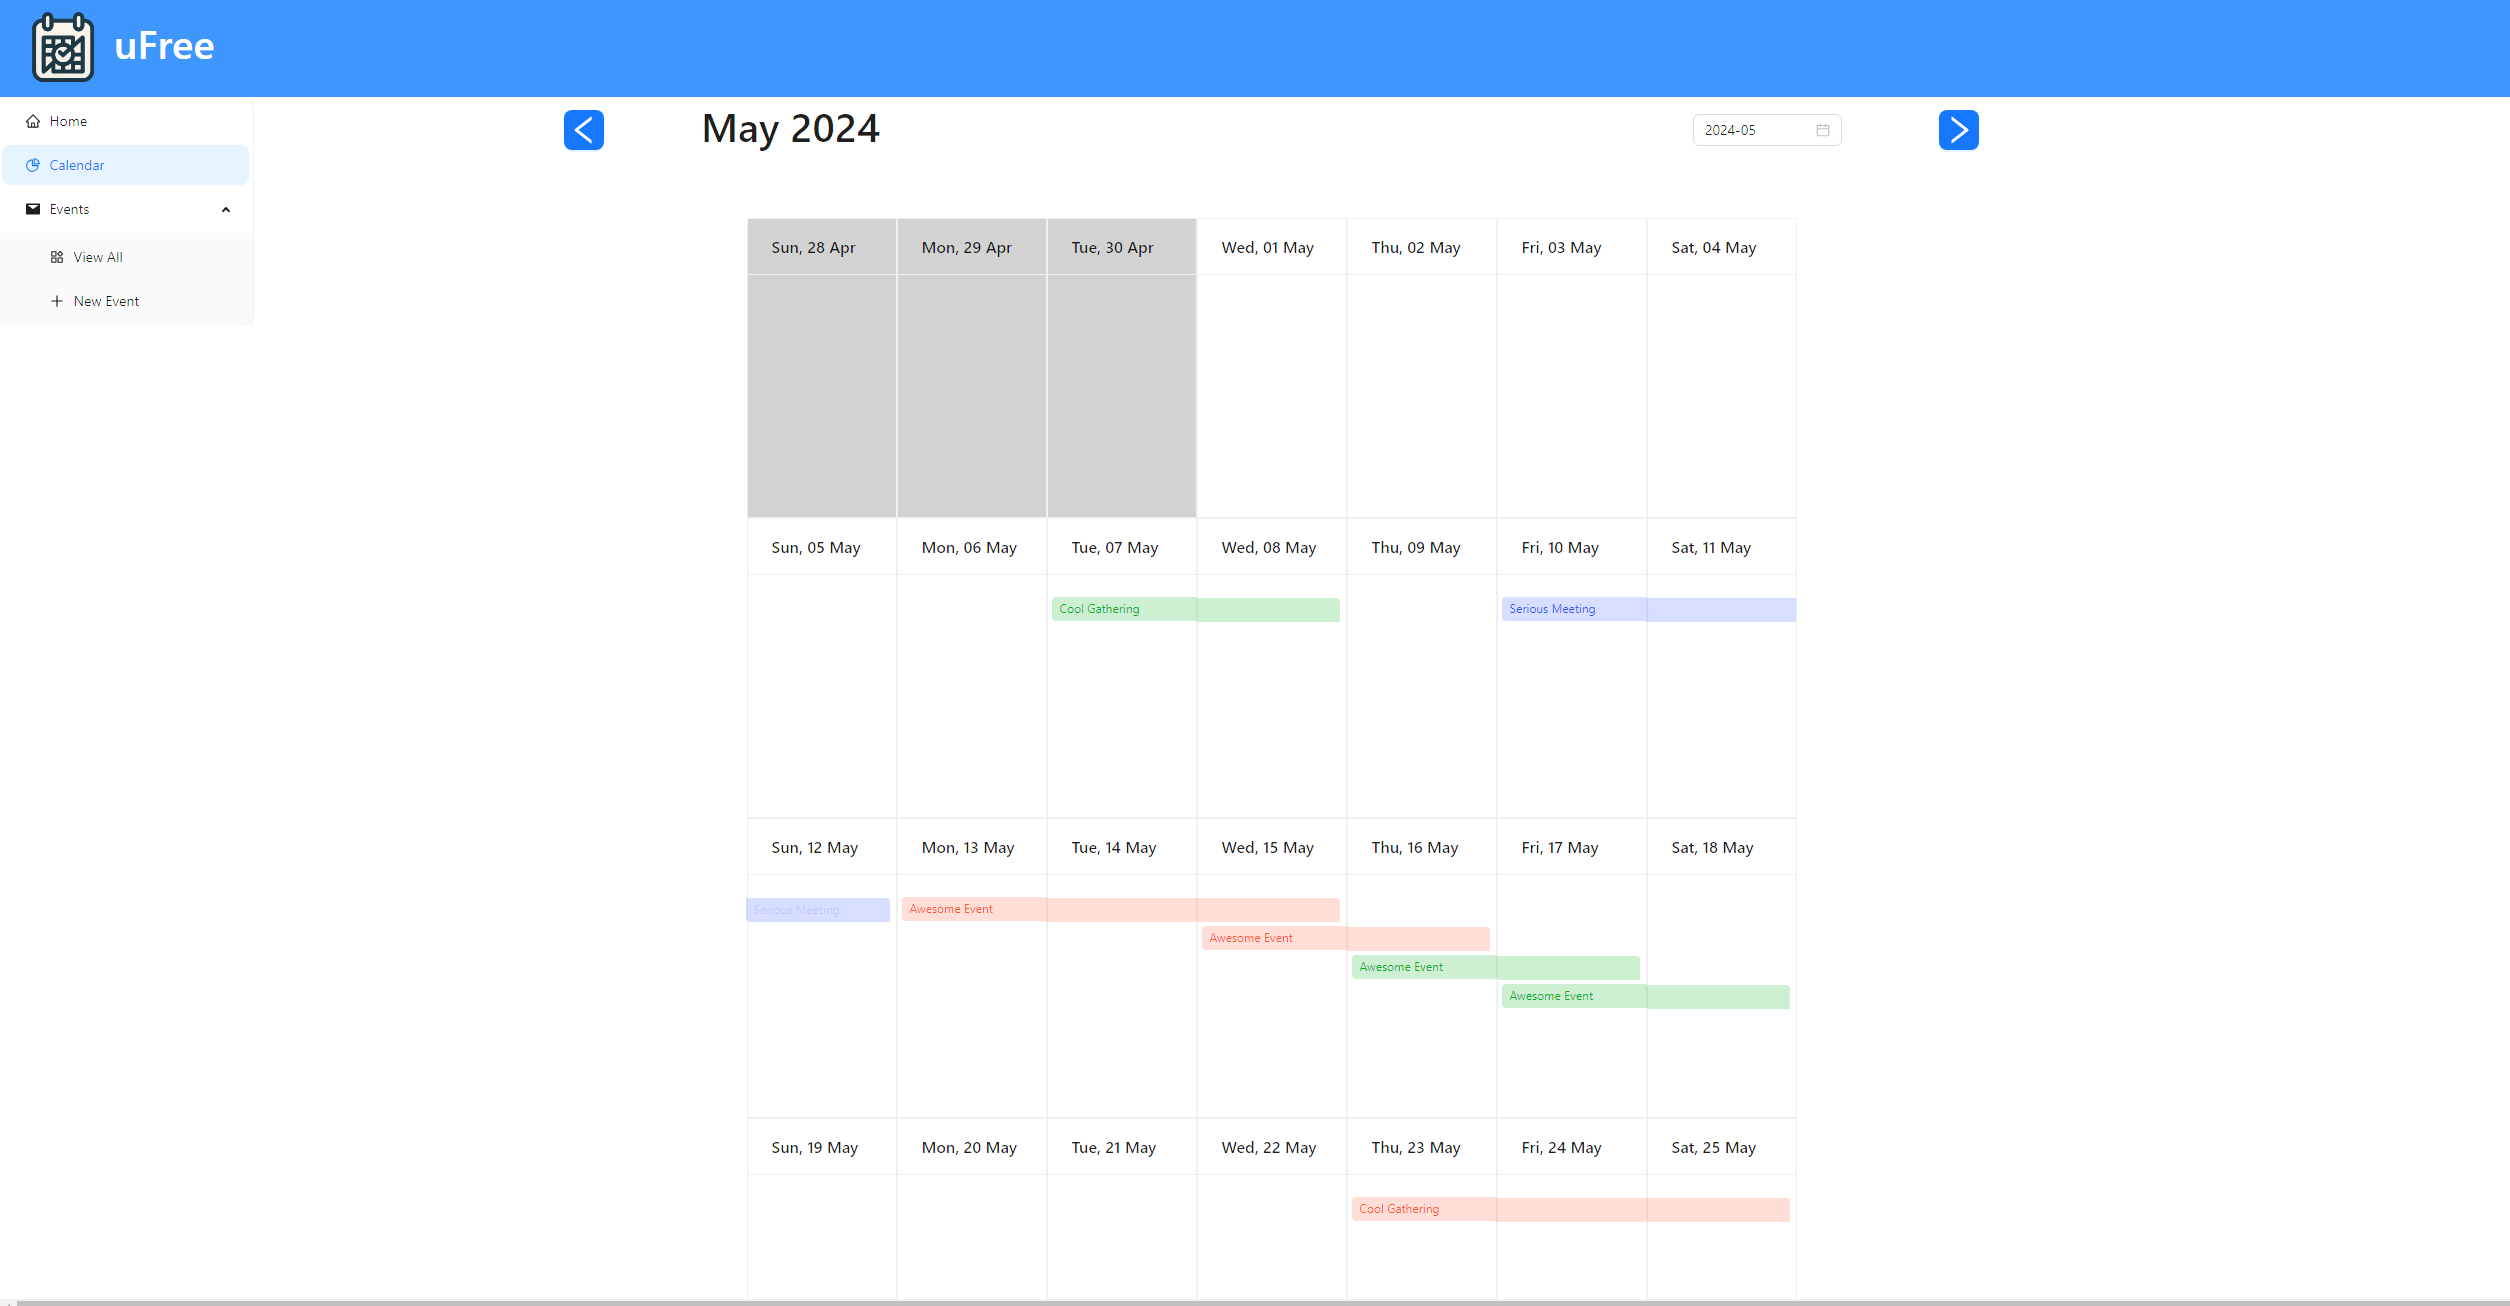 uFree
Home
Calendar
Events
View All
New Event
May 2024
2024-05
Sun, 28 Apr
Mon, 29 Apr
Tue, 30 Apr
Wed, 01 May
Thu, 02 May
Fri, 03 May
Sat, 04 May
Sun, 05 May
Mon, 06 May
Tue, 07 May
Wed, 08 May
Thu, 09 May
Fri, 10 May
Sat, 11 May
Cool Gathering
Serious Meeting
Sun, 12 May
Mon, 13 May
Tue, 14 May
Wed, 15 May
Thu, 16 May
Fri, 17 May
Sat, 18 May
Serious Meeting
Awesome Event
Awesome Event
Awesome Event
Awesome Event
Sun, 19 May
Mon, 20 May
Tue, 21 May
Wed, 22 May
Thu, 23 May
Fri, 24 May
Sat, 25 May
Cool Gathering